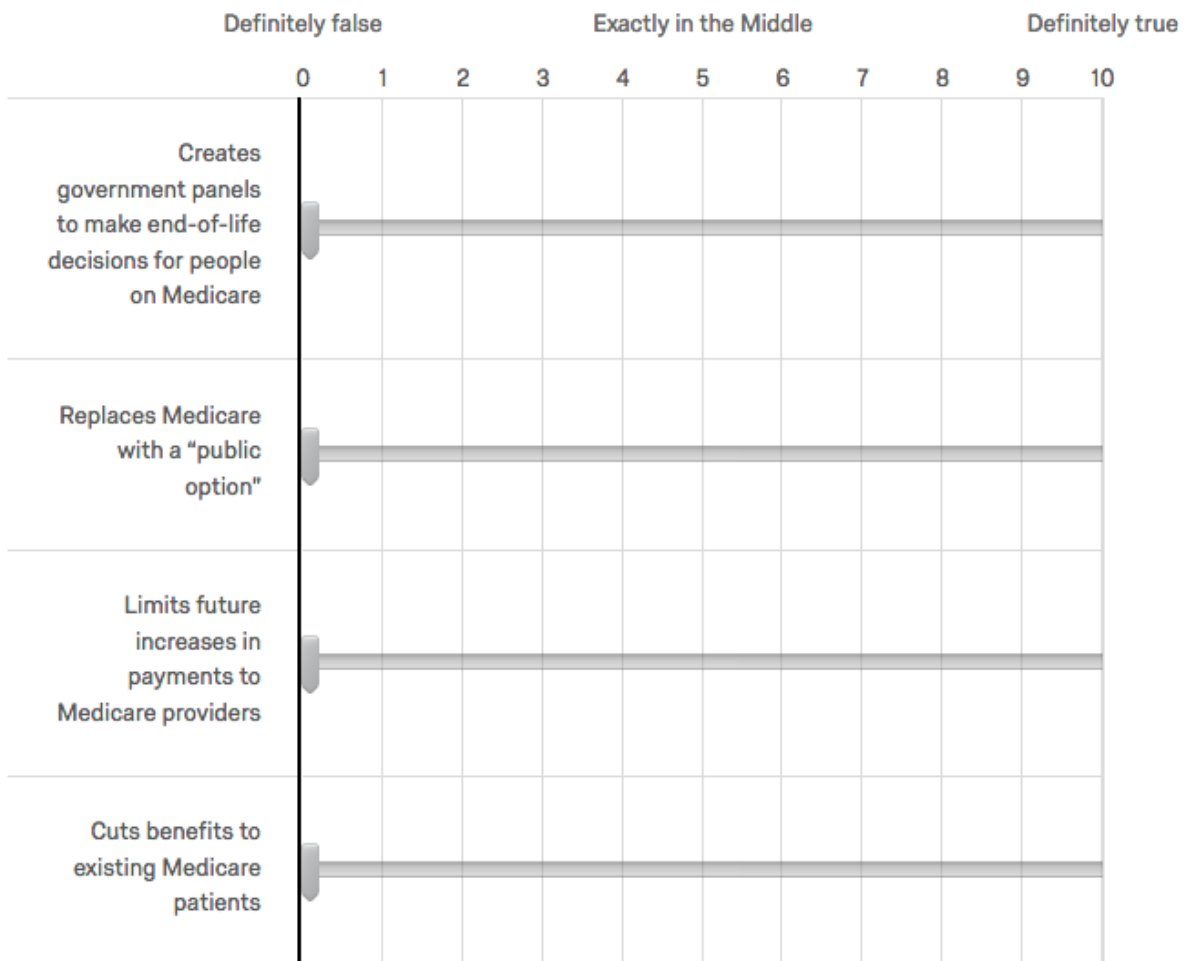 Definitely false Exactly in the Middle Definitely true
0 1 2 3 4 5 6 7 8 9 10
Creates
government panels
to make end-of-life
decisions for people
on Medicare
Replaces Medicare
with a “public
option”
Limits future
increases in
payments to
Medicare providers
Cuts benefits to
existing Medicare
patients